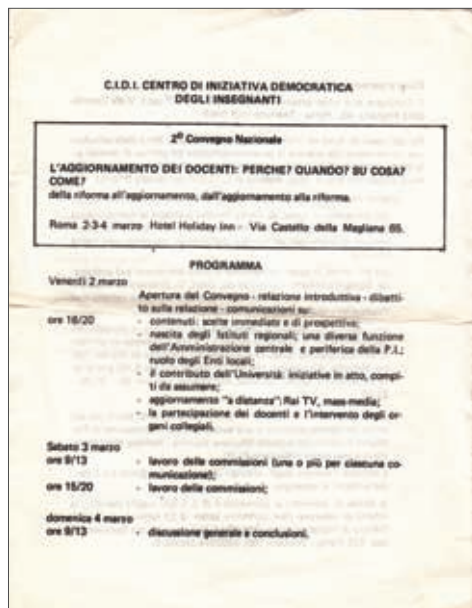 C.I.D.I. CENTRO DI INIZIATIVA DEMOCRATICA
DEGLI INSEGNANTI
2º Convegno Nazionale
L'AGGIORNAMENTO DEI DOCENTI: PERCHE? QUANDO? SU COSA?
COME?
della riforma all'aggiornamento, dall'aggiornamento alla riforma.
Roma 2-3-4 marzo Hotel Holiday Inn - Via Castello della Magliana 65.
PROGRAMMA
Venerdì 2 marzo
Apertura del Convegno - relazione introduttiva - dibatti-
to sulla relazione - comunicazioni su:
ore 16/20 - contenuti: scelte immediate e di prospettiva;
- nascita degli Istituti regionali; una diversa funzione
dell'Amministrazione centrale e periferica della P.I.;
ruolo degli Enti locali;
- il contributo dell'Università: iniziative in atto, compi-
ti da assumere;
- aggiornamento "a distanza": Rai TV, mass-media;
- la partecipazione dei docenti e l'intervento degli or-
gani collegiali.
Sabato 3 marzo
ore 9/13 - lavoro delle commissioni (una o più per ciascuna co-
municazione);
ore 15/20 - lavoro delle commissioni;
domenica 4 marzo
ore 9/13 - discussione generale e conclusioni.